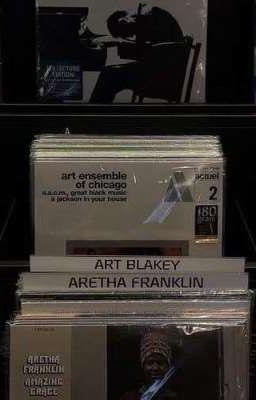 COLLECTORS
EDITION
art ensemble
of chicago
a.a.c.m., great black music
a jackson in your house
actuel
2
180
ART BLAKEY
ARETHA FRANKLIN
ARETHA
FRANKLIN
AMAZING
GRACE